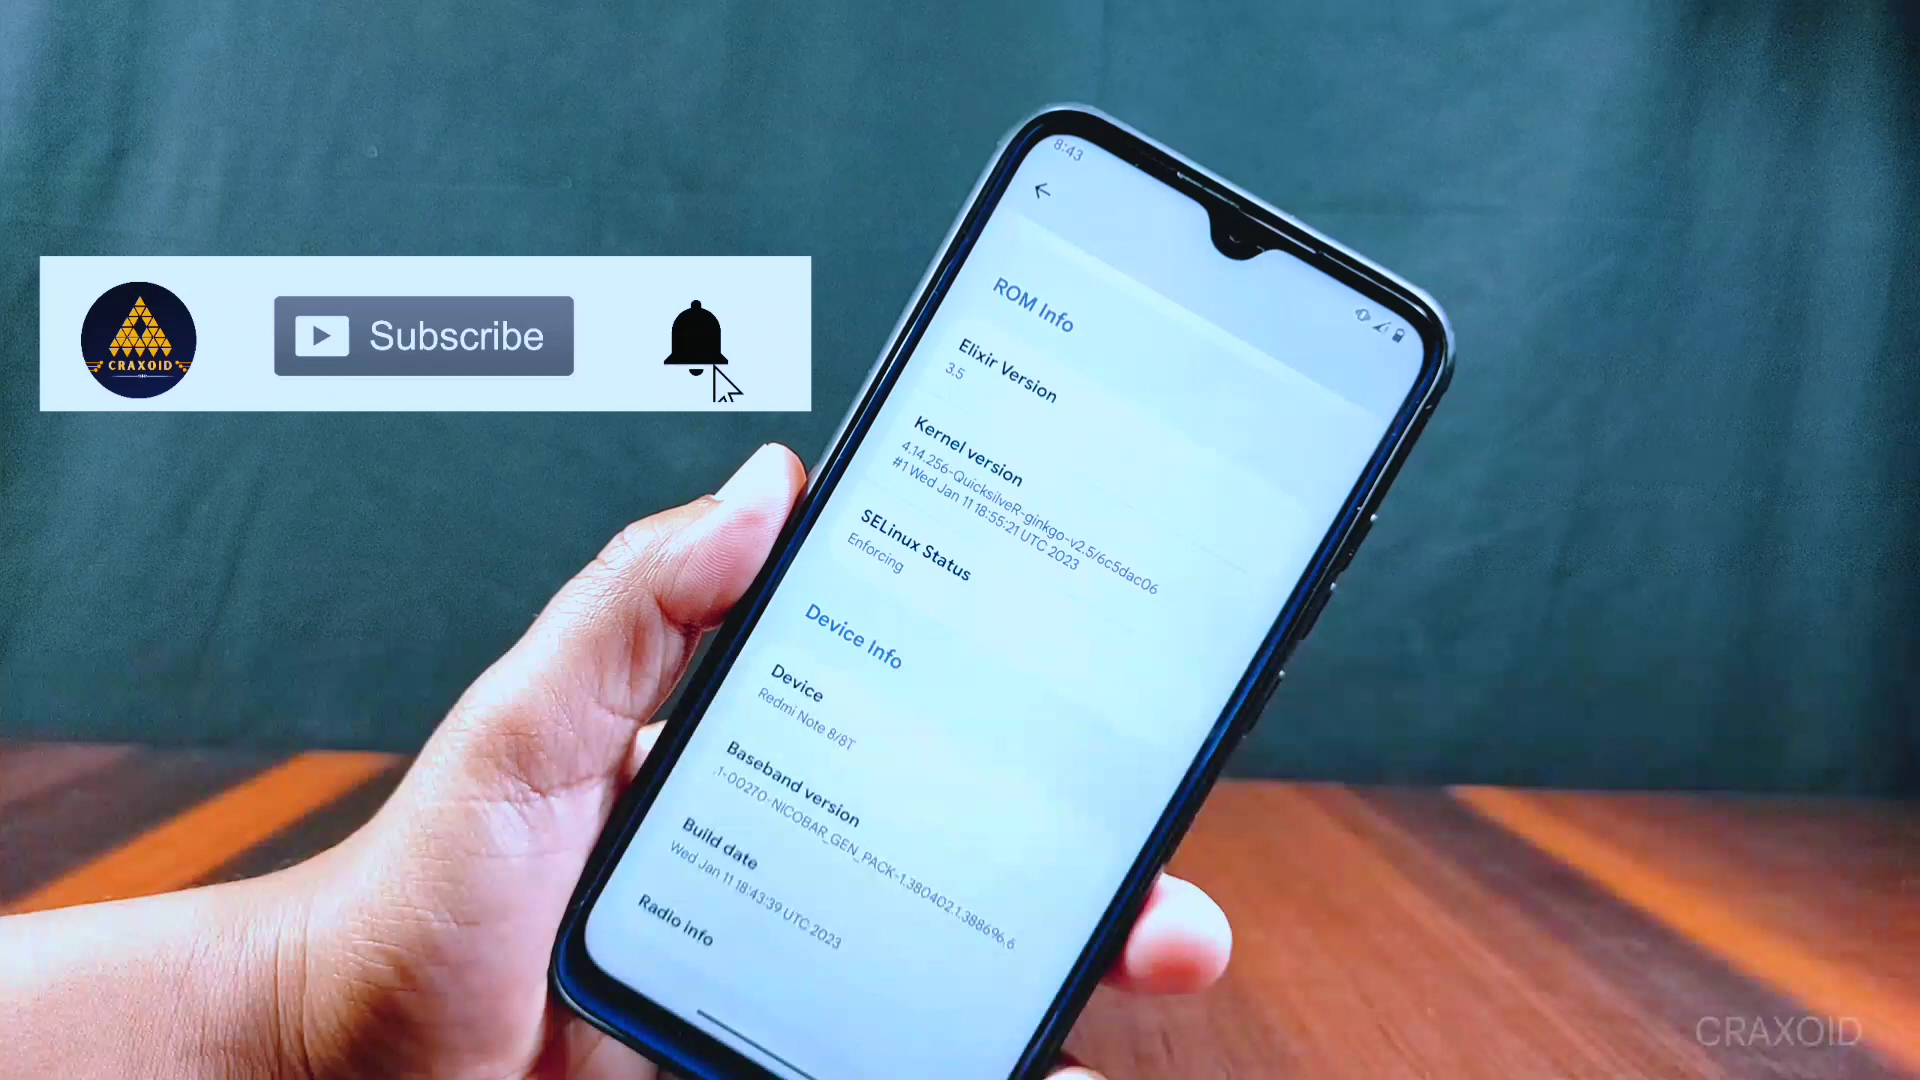 CRAXOID
Subscribe
8:43
ROM Info
Elixir Version
3.5
Kernel version
4.14.256-QuicksilveR-ginkgo-v2.5/6c5dac06
#1 Wed Jan 11 18:55:21 UTC 2023
SELinux Status
Enforcing
Device Info
Device
Redmi Note 8/8T
Baseband version
.1-00270-NICOBAR_GEN_PACK-1.380402.1.388696.6
Build date
Wed Jan 11 18:43:39 UTC 2023
Radio info
CRAXOID